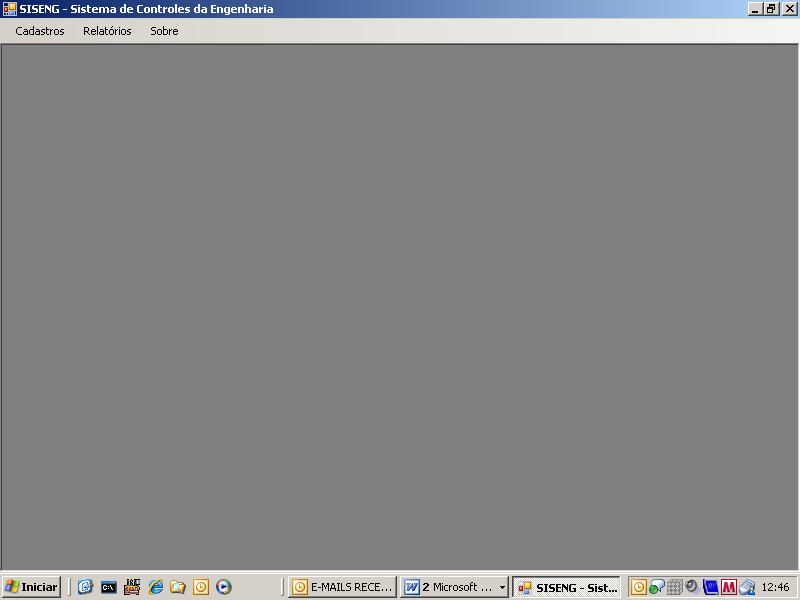 SISENG - Sistema de Controles da Engenharia
Cadastros Relatórios Sobre
Iniciar E-MAILS RECE... 2 Microsoft ... SISENG - Sist... 12:46